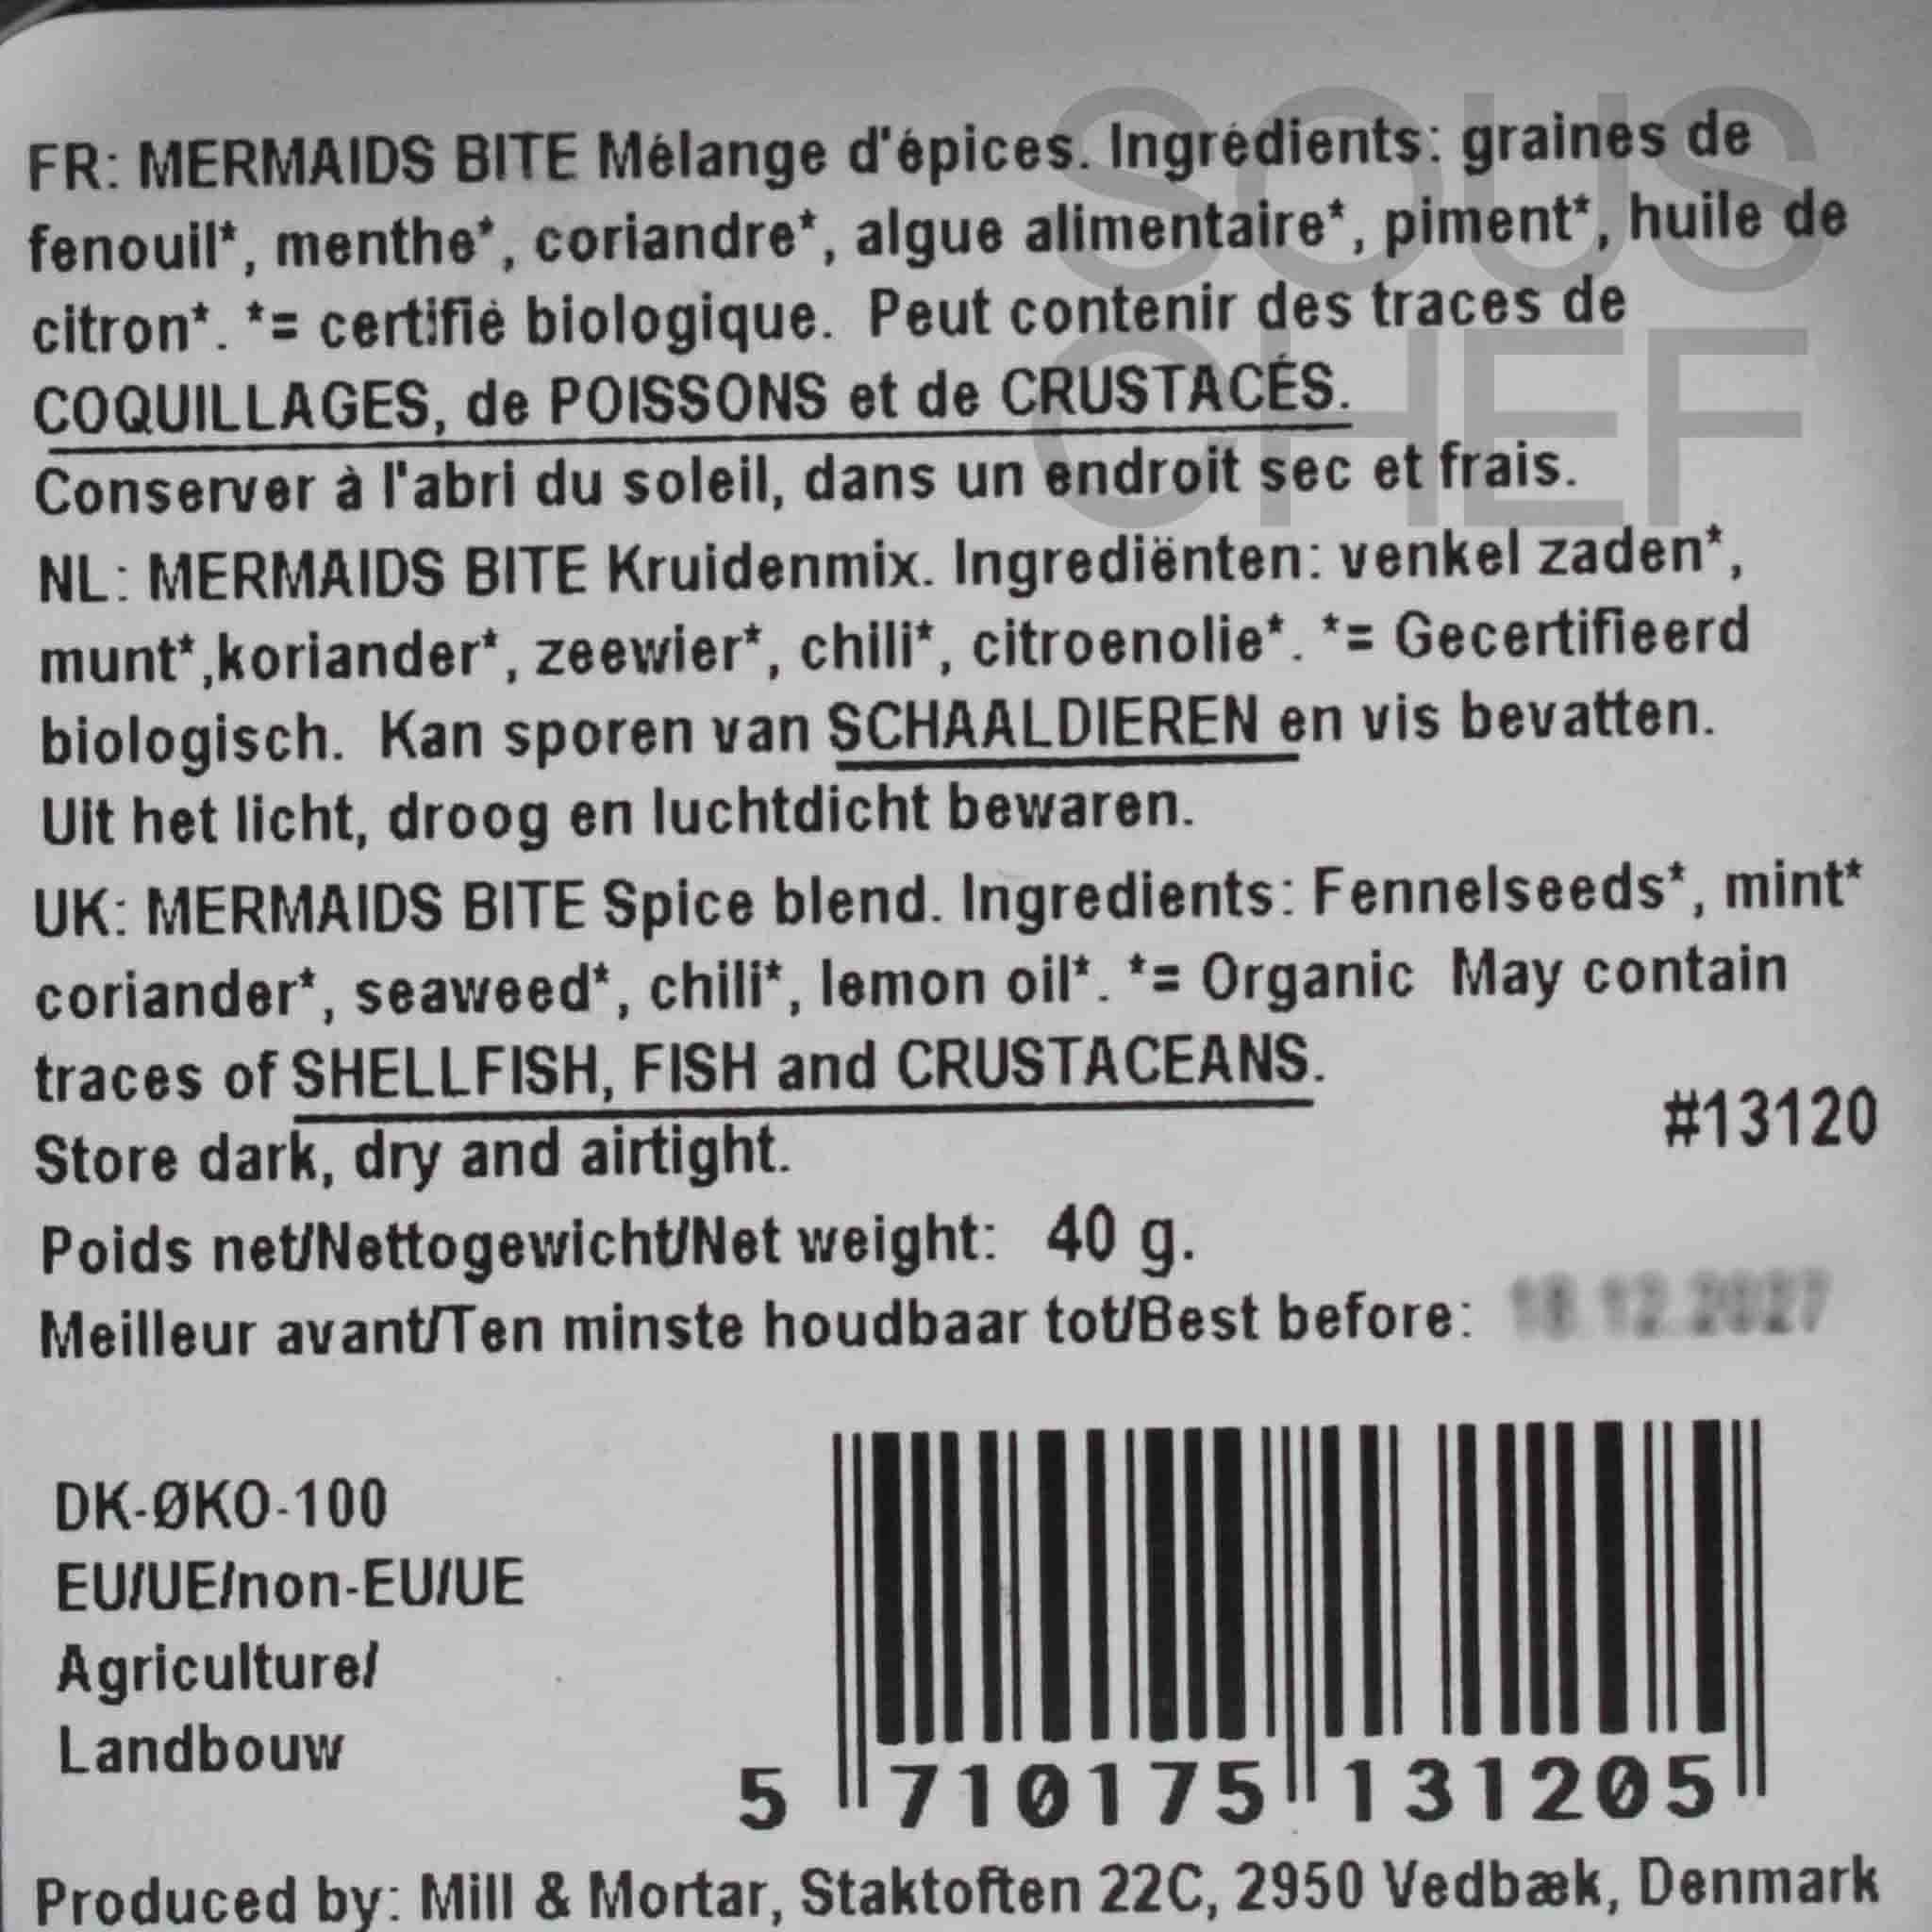 SOUS
CHEF
FR: MERMAIDS BITE Mélange d'épices. Ingrédients: graines de
fenouil*, menthe*, coriandre*, algue alimentaire*, piment*, huile de
citron*. *= certifié biologique. Peut contenir des traces de
COQUILLAGES, de POISSONS et de CRUSTACÉS.
Conserver à l'abri du soleil, dans un endroit sec et frais.
NL: MERMAIDS BITE Kruidenmix. Ingrediënten: venkel zaden*,
munt*,koriander*, zeewier*, chili*, citroenolie*. *= Gecertifieerd
biologisch. Kan sporen van SCHAALDIEREN en vis bevatten.
Uit het licht, droog en luchtdicht bewaren.
UK: MERMAIDS BITE Spice blend. Ingredients: Fennelseeds*, mint*
coriander*, seaweed*, chili*, lemon oil*. *= Organic May contain
traces of SHELLFISH, FISH and CRUSTACEANS.
#13120
Store dark, dry and airtight.
Poids net/Nettogewicht/Net weight: 40 g.
Meilleur avant/Ten minste houdbaar tot/Best before:
DK-ØKO-100
EU/UE/non-EU/UE
Agriculture/
Landbouw
5 710175 131205
Produced by: Mill & Mortar, Staktoften 22C, 2950 Vedbæk, Denmark